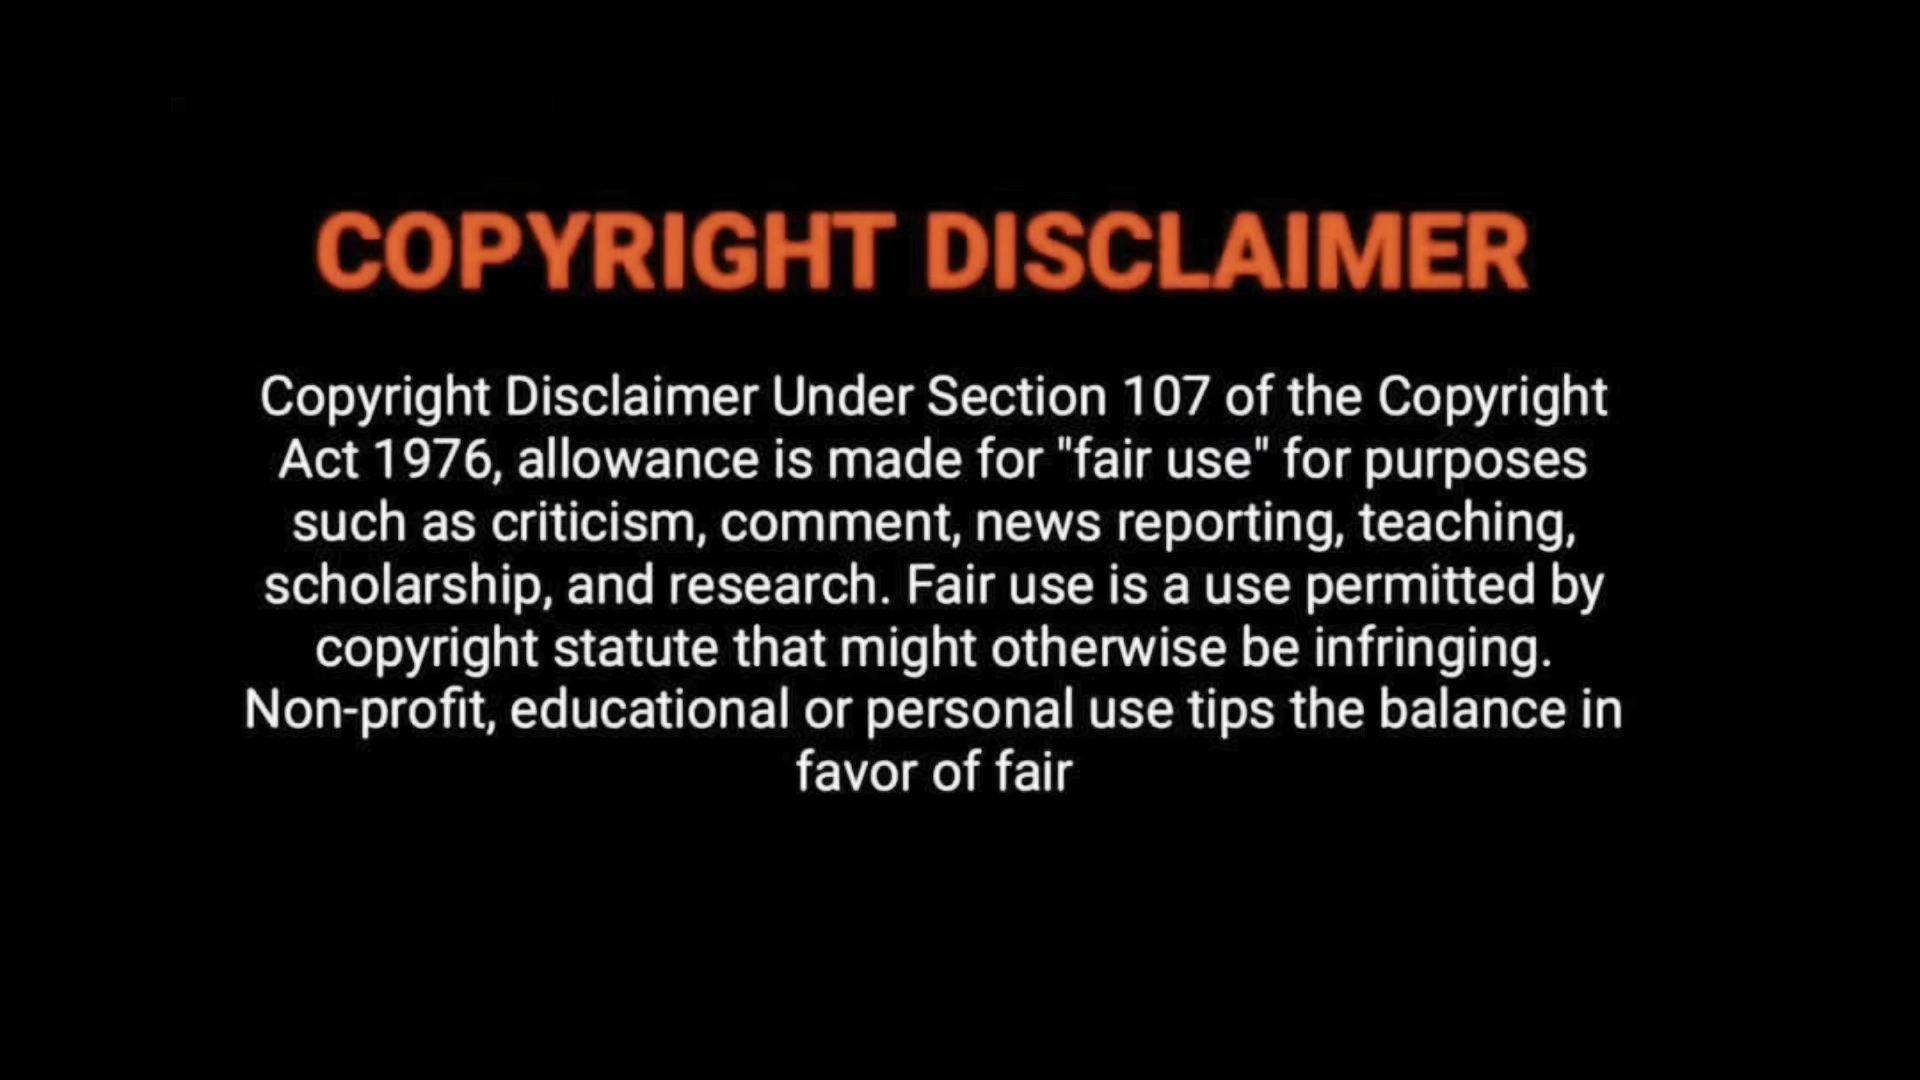 COPYRIGHT DISCLAIMER
Copyright Disclaimer Under Section 107 of the Copyright
Act 1976, allowance is made for "fair use" for purposes
such as criticism, comment, news reporting, teaching,
scholarship, and research. Fair use is a use permitted by
copyright statute that might otherwise be infringing.
Non-profit, educational or personal use tips the balance in
favor of fair